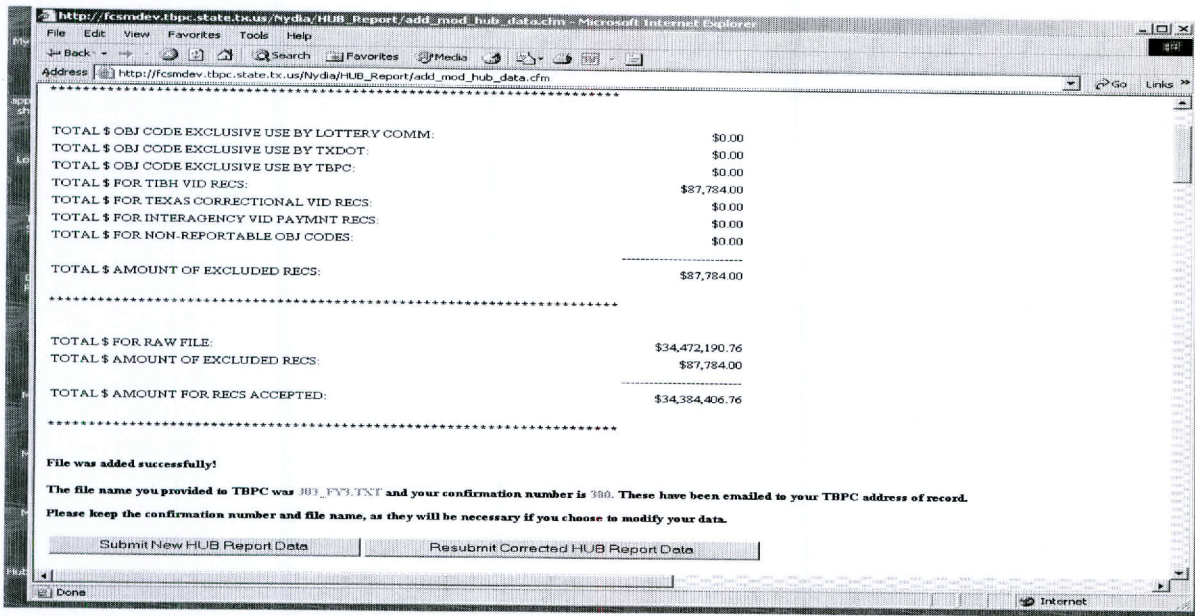 http://fcsmdev.tbpc.state.tx.us/Nydia/HUB_Report/add_mod_hub_data.cfm - Microsoft Internet Explorer
File Edit View Favorites Tools Help
Back Search Favorites Media
Address http://fcsmdev.tbpc.state.tx.us/Nydia/HUB_Report/add_mod_hub_data.cfm Go Links »
**********************************************************************
TOTAL $ OBJ CODE EXCLUSIVE USE BY LOTTERY COMM: $0.00
TOTAL $ OBJ CODE EXCLUSIVE USE BY TXDOT: $0.00
TOTAL $ OBJ CODE EXCLUSIVE USE BY TBPC: $0.00
TOTAL $ FOR TIBH VID RECS: $87,784.00
TOTAL $ FOR TEXAS CORRECTIONAL VID RECS: $0.00
TOTAL $ FOR INTERAGENCY VID PAYMNT RECS: $0.00
TOTAL $ FOR NON-REPORTABLE OBJ CODES: $0.00
------------------------
TOTAL $ AMOUNT OF EXCLUDED RECS: $87,784.00
**********************************************************************
TOTAL $ FOR RAW FILE: $34,472,190.76
TOTAL $ AMOUNT OF EXCLUDED RECS: $87,784.00
------------------------
TOTAL $ AMOUNT FOR RECS ACCEPTED: $34,384,406.76
**********************************************************************
File was added successfully!
The file name you provided to TBPC was and your confirmation number is 380. These have been emailed to your TBPC address of record.
Please keep the confirmation number and file name, as they will be necessary if you choose to modify your data.
Submit New HUB Report Data Resubmit Corrected HUB Report Data
Done Internet